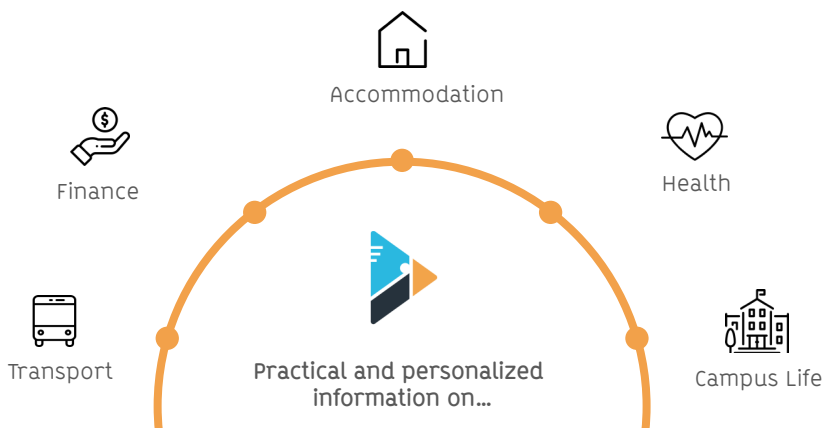 Accommodation
Finance
Health
Transport
Practical and personalized
information on...
Campus Life